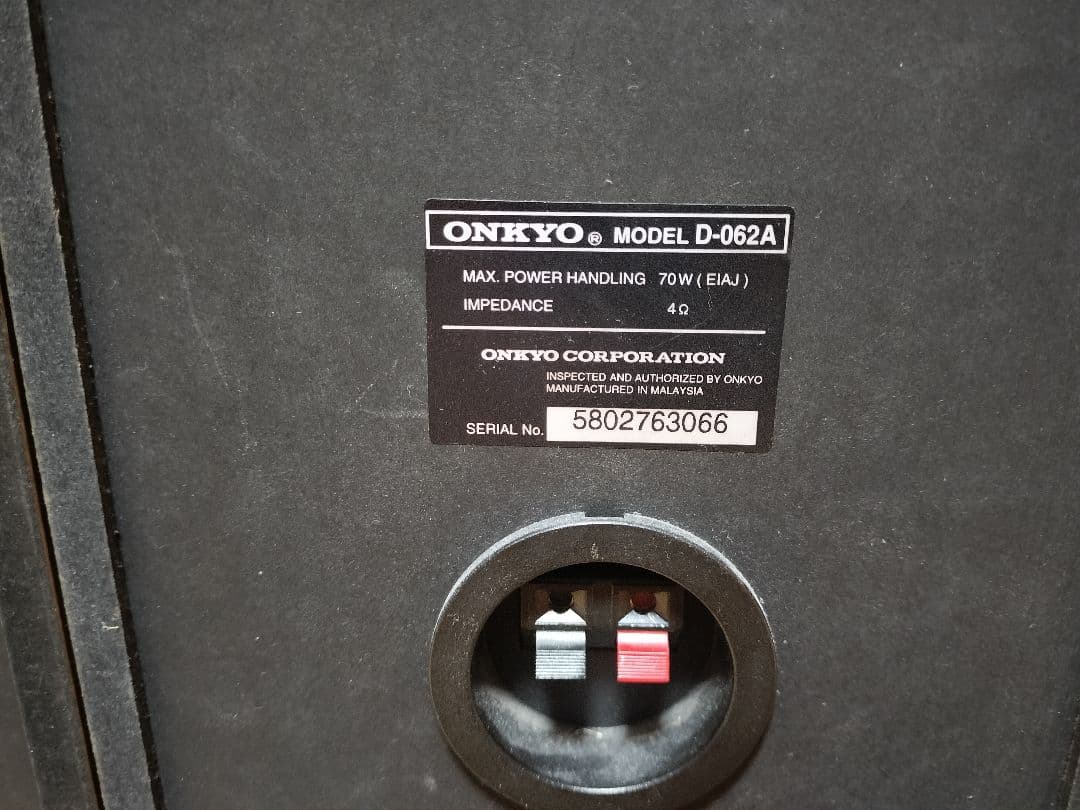 ONKYO® MODEL D-062A
MAX. POWER HANDLING 70W ( EIAJ )
IMPEDANCE 4Ω
ONKYO CORPORATION
INSPECTED AND AUTHORIZED BY ONKYO
MANUFACTURED IN MALAYSIA
SERIAL No. 5802763066